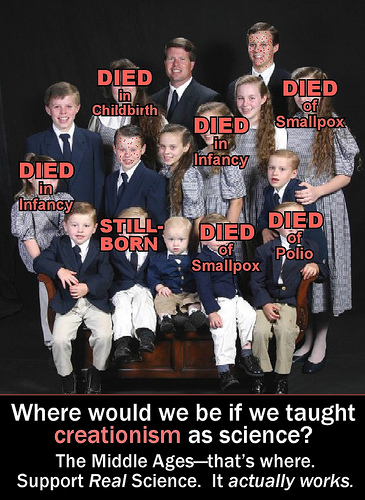 DIED
in
Childbirth
DIED
of
Smallpox
DIED
in
Infancy
DIED
in
Infancy
STILL-
BORN
DIED
of
Smallpox
DIED
of
Polio
Where would we be if we taught
creationism as science?
The Middle Ages—that's where.
Support Real Science. It actually works.